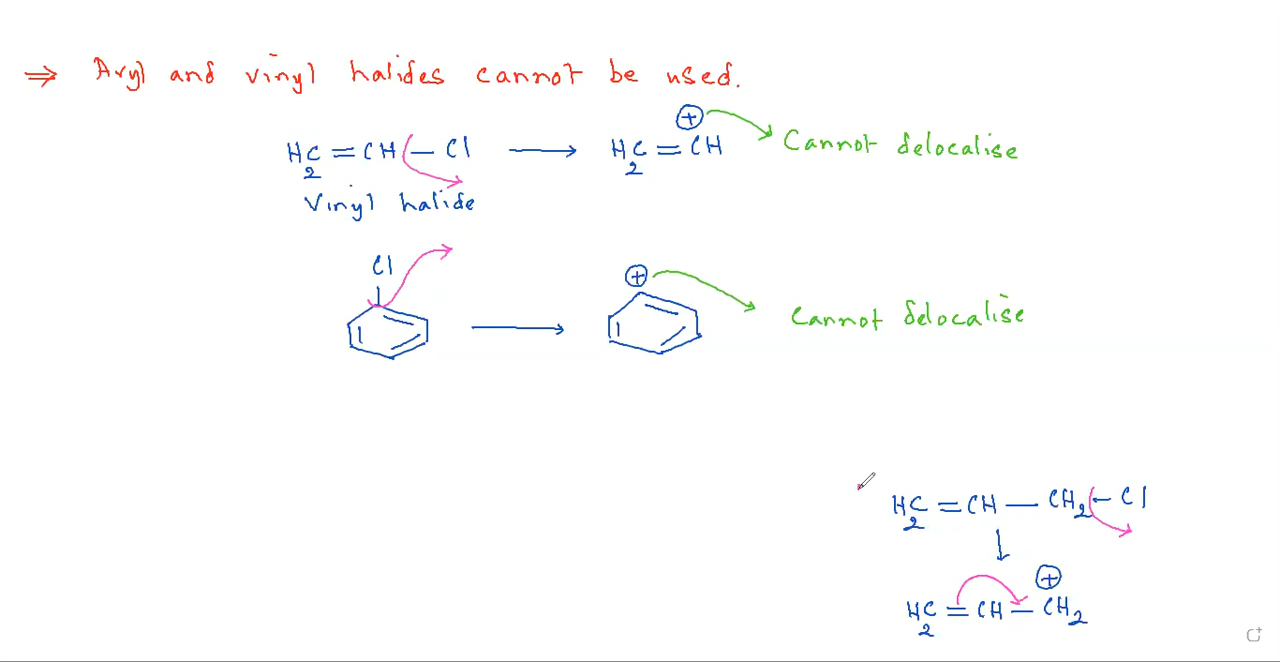 ⇒ Aryl and vinyl halides cannot be used.
H₂C=CH—Cl ⟶ H₂C=CH ⊕ Cannot delocalise
Vinyl halide
Cl ⟶ ⊕ Cannot delocalise
H₂C=CH—CH₂—Cl
↓
H₂C=CH—CH₂ ⊕